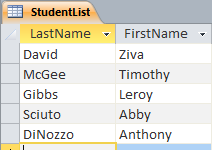 StudentList
LastName FirstName
David Ziva
McGee Timothy
Gibbs Leroy
Sciuto Abby
DiNozzo Anthony